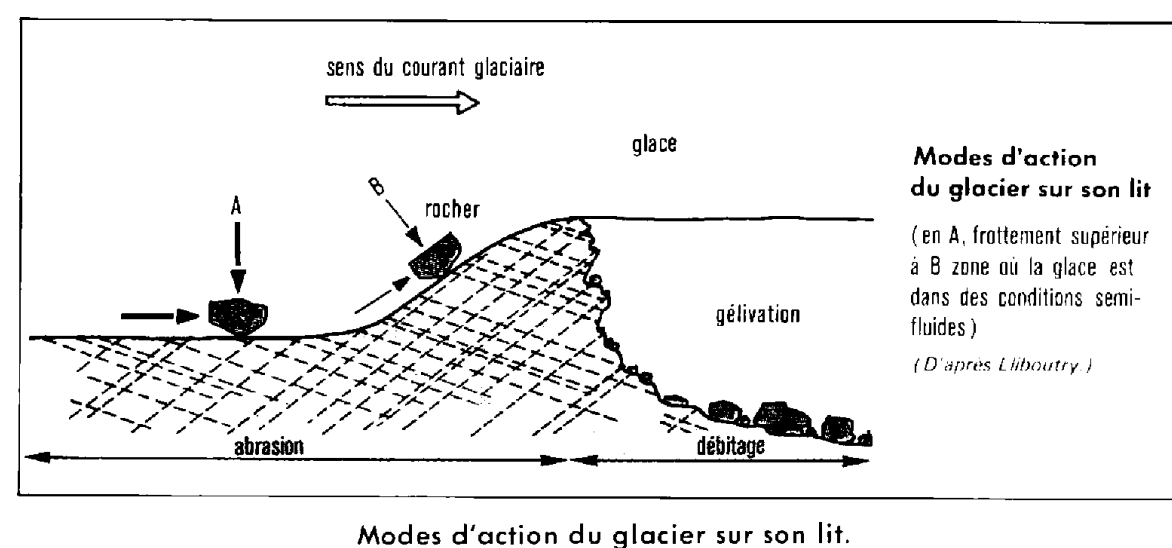 sens du courant glaciaire
glace
A
B
rocher
gélivation
abrasion
débitage
Modes d'action
du glacier sur son lit
(en A, frottement supérieur
à B zone où la glace est
dans des conditions semi-
fluides)
(D'après Lliboutry.)
Modes d'action du glacier sur son lit.